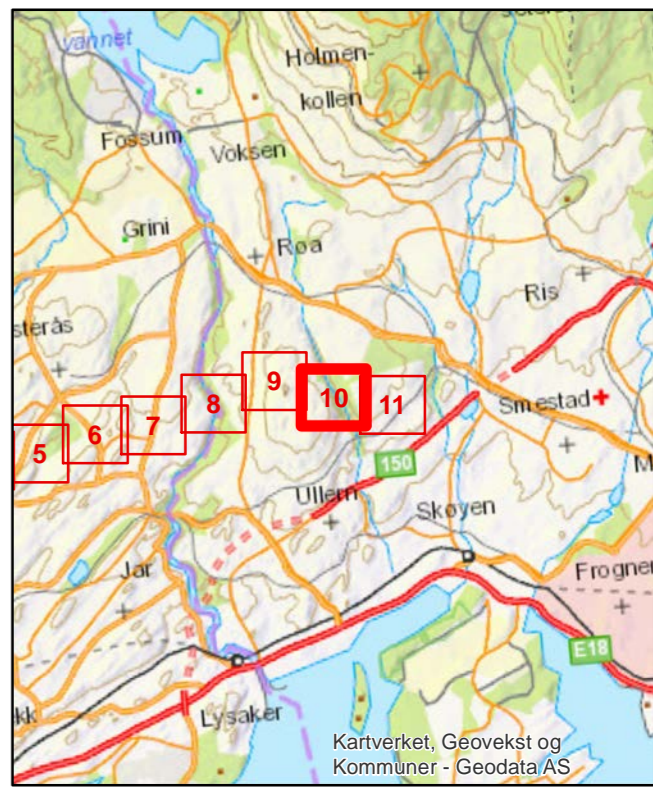 vannet
Holmen-
kollen
Fossum
Voksen
Grini
Røa
Ris
sterås
9
8
10
11
7
6
5
Smestad
150
Ullern
Skøyen
M
Jar
Frogner
E18
kk
Lysaker
Kartverket, Geovekst og
Kommuner - Geodata AS